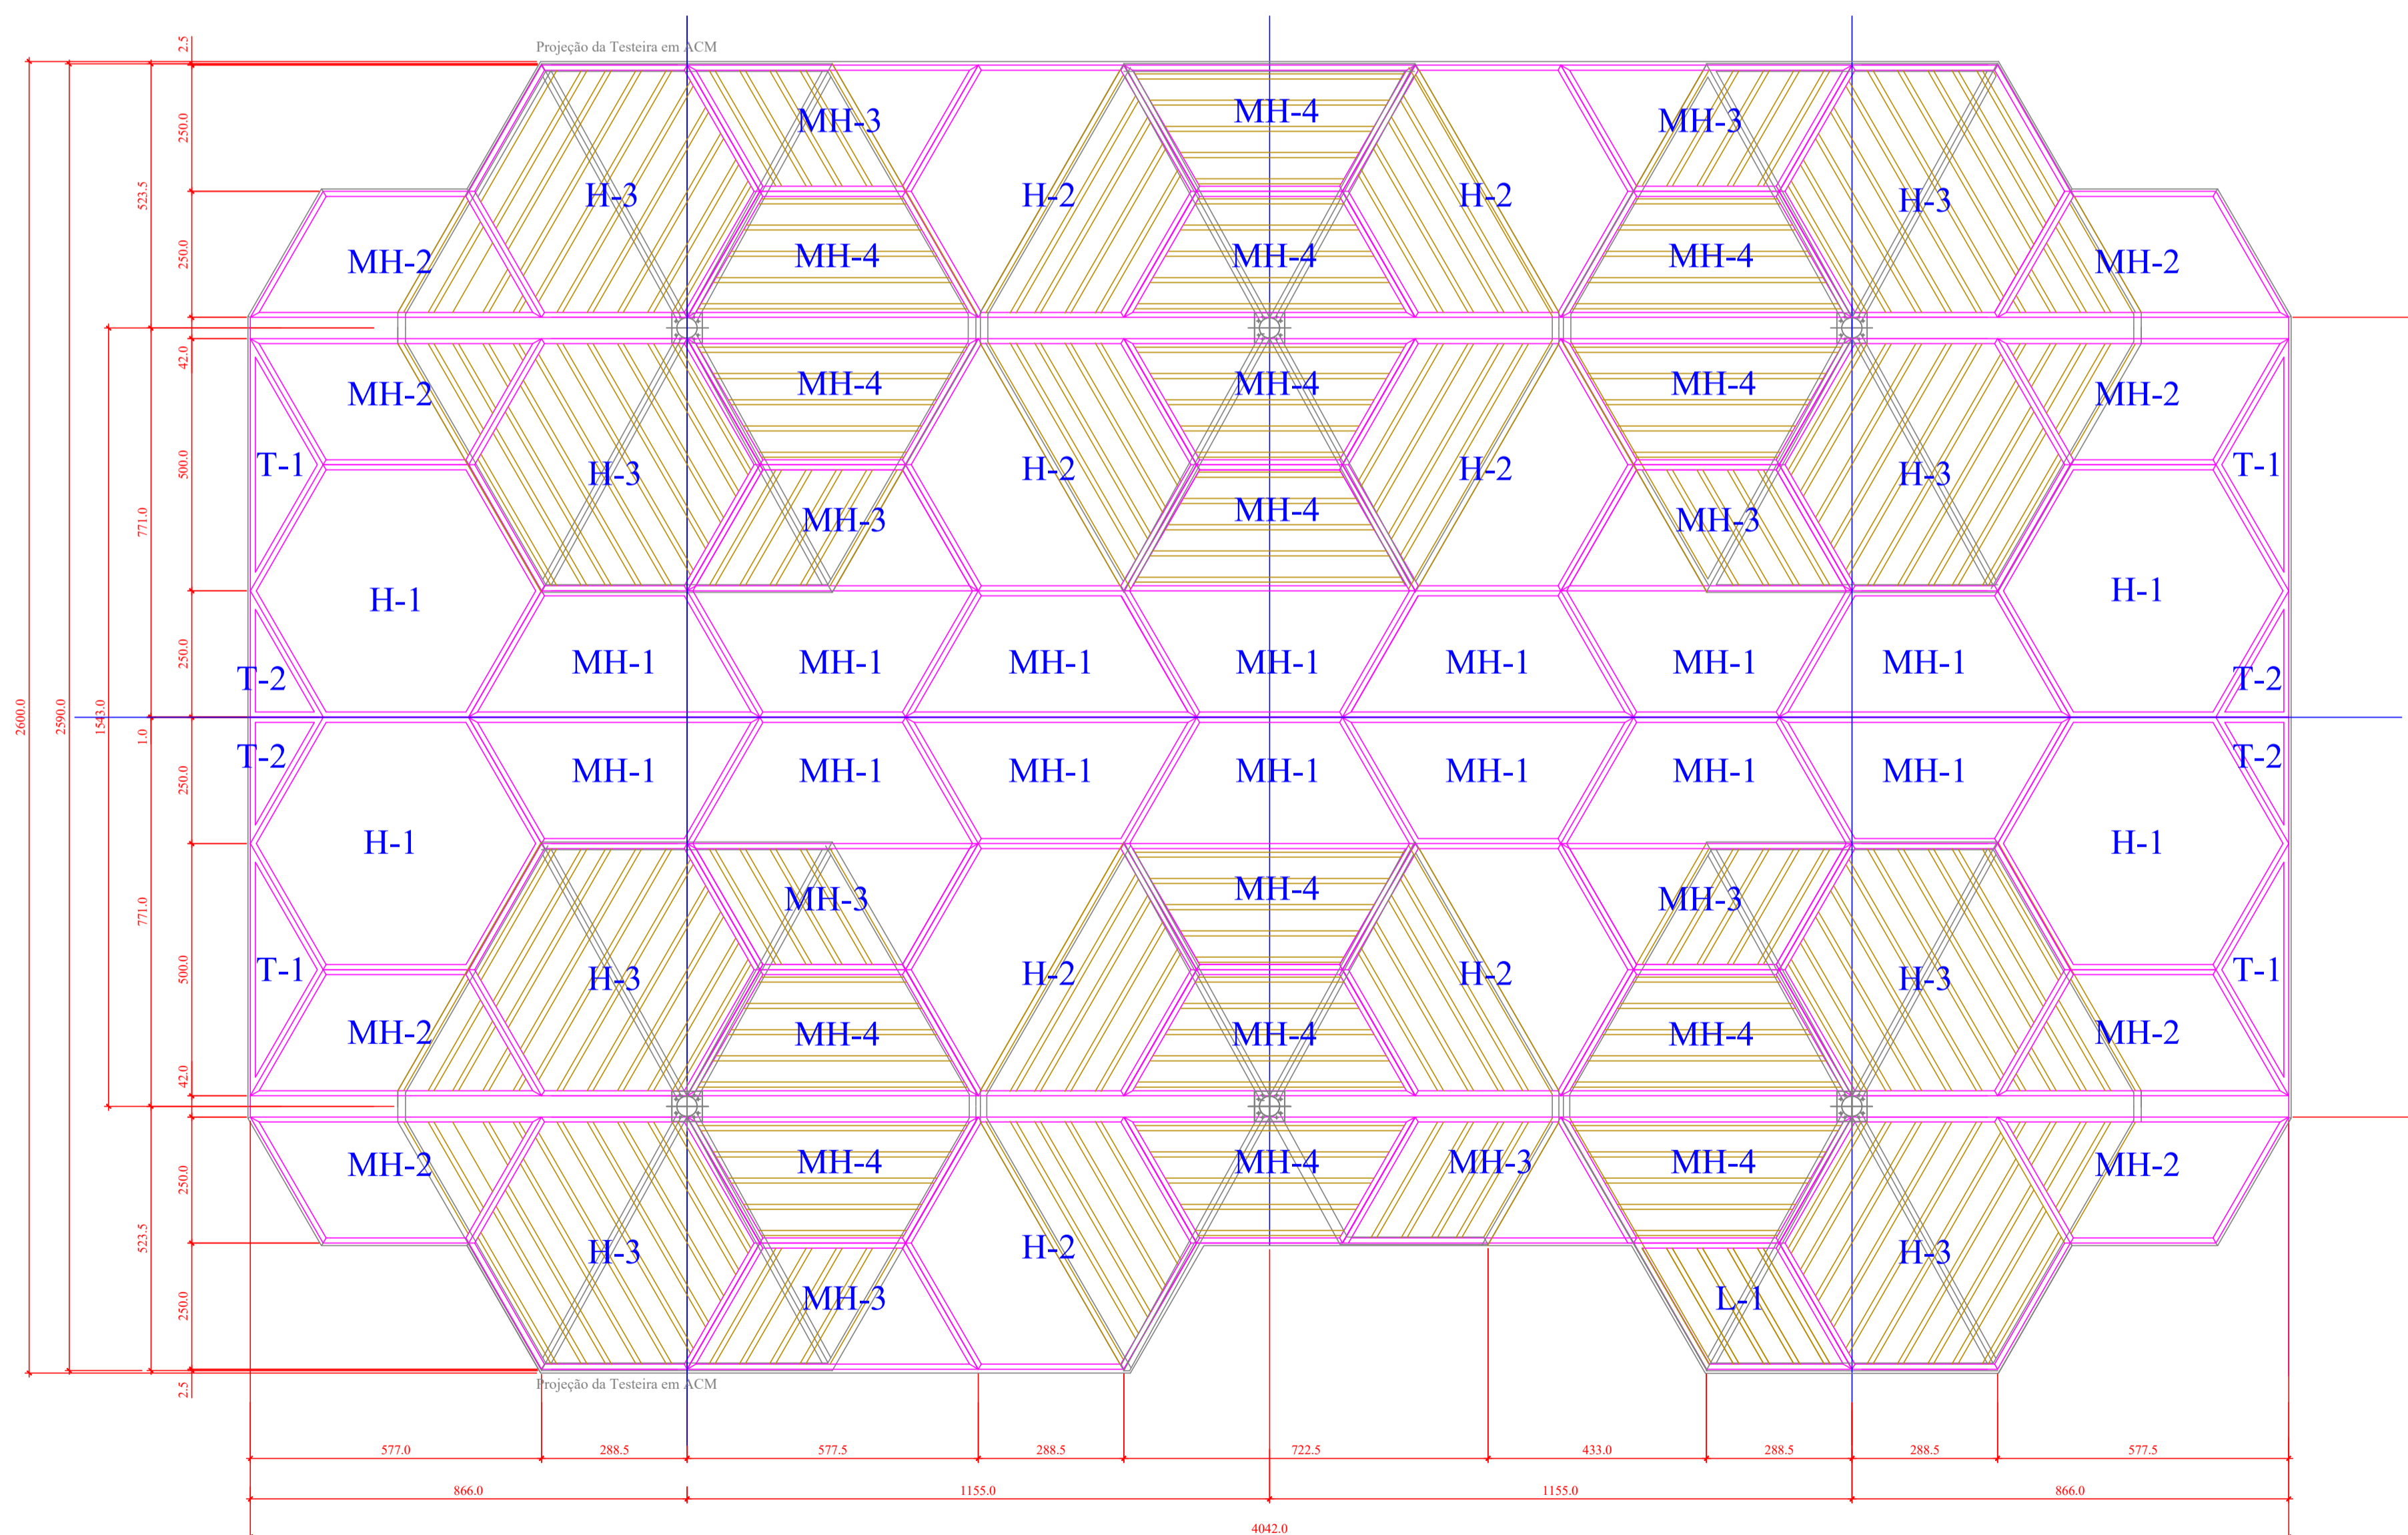 Projeção da Testeira em ACM
2.5
MH-3 MH-4 MH-3
250.0
523.5
H-3 H-2 H-2 H-3
MH-2 MH-4 MH-4 MH-4 MH-2
250.0
42.0
MH-2 MH-4 MH-4 MH-4 MH-2
T-1 H-3 H-2 H-2 H-3 T-1
500.0
771.0
MH-3 MH-4 MH-3
H-1 H-1
250.0
MH-1 MH-1 MH-1 MH-1 MH-1 MH-1 MH-1
T-2 T-2
2600.0 2590.0 1543.0 1.0
T-2 T-2
250.0
MH-1 MH-1 MH-1 MH-1 MH-1 MH-1 MH-1
H-1 H-1
771.0
MH-3 MH-4 MH-3
T-1 H-3 H-2 H-2 H-3 T-1
500.0
MH-2 MH-4 MH-4 MH-4 MH-2
42.0
MH-2 MH-4 MH-4 MH-3 MH-4 MH-2
250.0
523.5
H-3 H-2 H-3
250.0
MH-3 L-1
2.5
Projeção da Testeira em ACM
577.0 288.5 577.5 288.5 722.5 433.0 288.5 288.5 577.5
866.0 1155.0 1155.0 866.0
4042.0